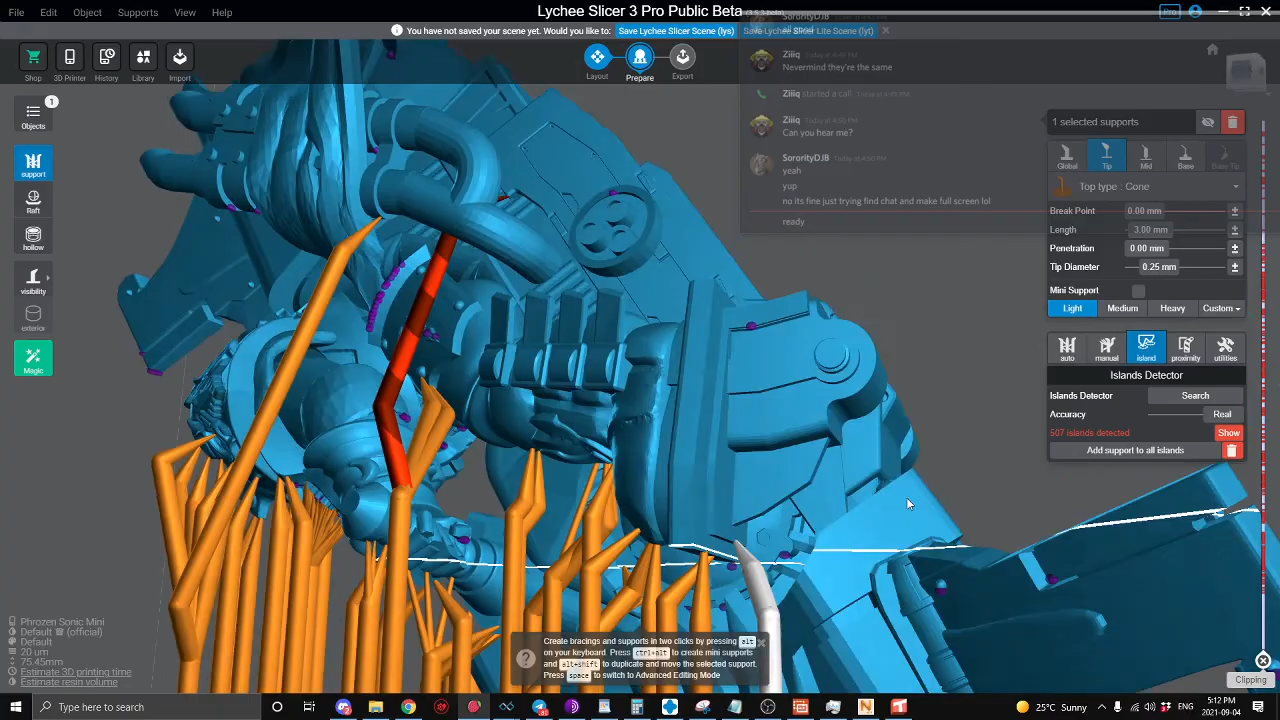 File Edit Object Supports View Help
Lychee Slicer 3 Pro Public Beta (3.5.3-beta)
Pro
You have not saved your scene yet. Would you like to: Save Lychee Slicer Scene (lys) Save Lychee Slicer Lite Scene (lyt)
Shop
3D Printer
History
Library
Import
Layout
Prepare
Export
SororityDJB
Ziiiq Today at 4:49 PM
Nevermind they're the same
Ziiiq started a call Today at 4:49 PM
Ziiiq Today at 4:50 PM
Can you hear me?
SororityDJB Today at 4:50 PM
yeah
yup
no its fine just trying find chat and make full screen lol
ready
1
Objects
support
Raft
hollow
visibility
exterior
Magic
1 selected supports
Global
Tip
Mid
Base
Base Tip
Top type : Cone
Break Point 0.00 mm
Length 3.00 mm
Penetration 0.00 mm
Tip Diameter 0.25 mm
Mini Support
Light Medium Heavy Custom
auto
manual
island
proximity
utilities
Islands Detector
Islands Detector Search
Accuracy Real
507 islands detected Show
Add support to all islands
Phrozen Sonic Mini
Default (official)
Default
20 um
75.45mm
Estimate 3D printing time
Estimate resin volume
Create bracings and supports in two clicks by pressing alt
on your keyboard. Press ctrl+alt to create mini supports
and alt+shift to duplicate and move the selected support.
Press space to switch to Advanced Editing Mode
Clipping
Type here to search
25°C Sunny
5:12 PM
2021-09-04